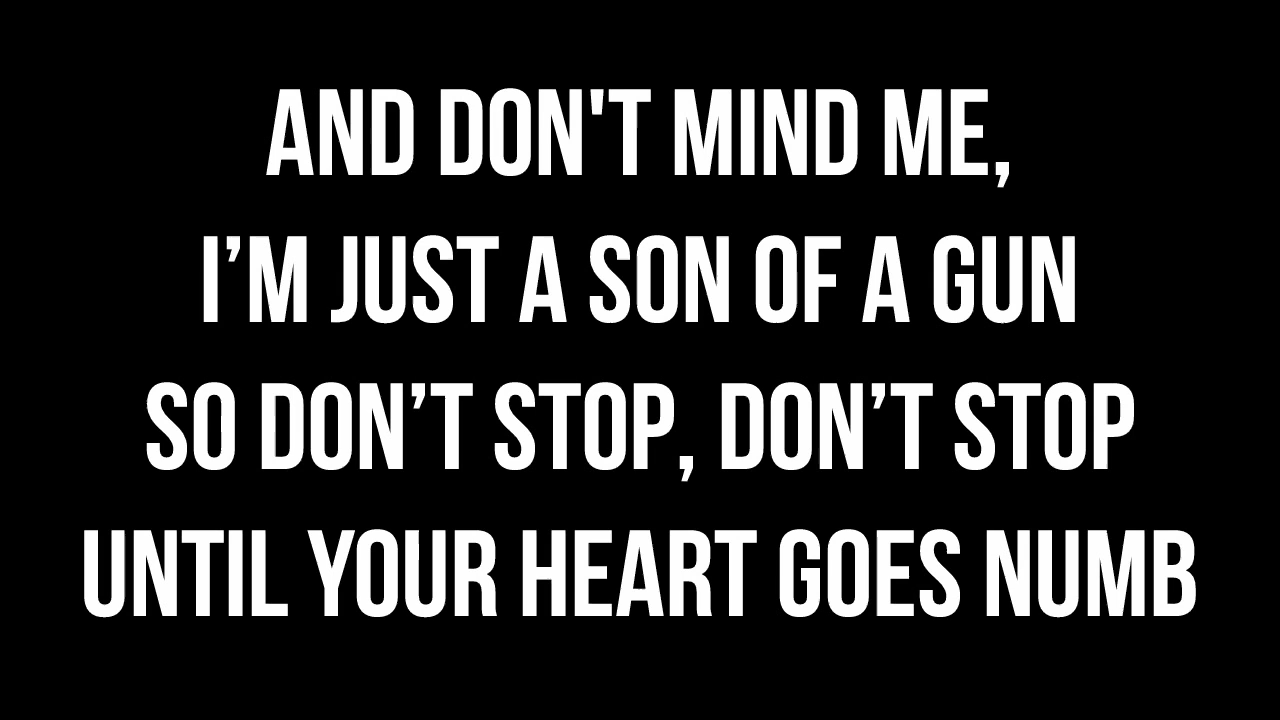 AND DON'T MIND ME,
I’M JUST A SON OF A GUN
SO DON’T STOP, DON’T STOP
UNTIL YOUR HEART GOES NUMB